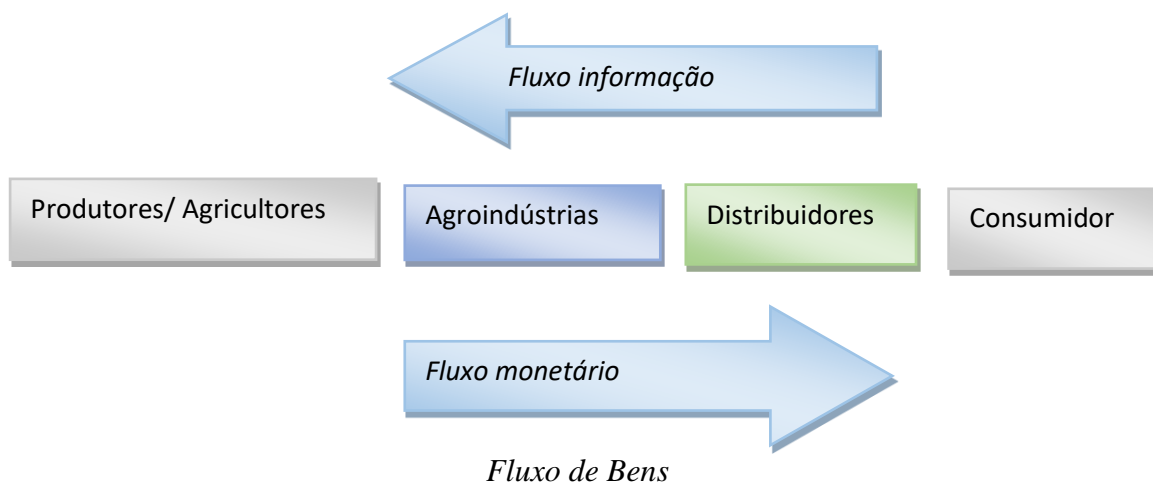 Fluxo informação
Produtores/ Agricultores
Agroindústrias
Distribuidores
Consumidor
Fluxo monetário
Fluxo de Bens